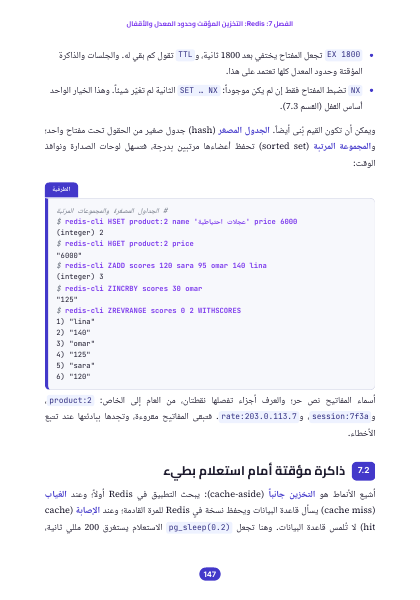 الفصل 7: Redis: التخزين المؤقت وحدود المعدل والأقفال
• EX 1800 تجعل المفتاح يختفي بعد 1800 ثانية، و TTL تقول كم بقي له. والجلسات والذاكرة
المؤقتة وحدود المعدل كلها تعتمد على هذا.
• NX تضبط المفتاح فقط إن لم يكن موجوداً: SET … NX الثانية لم تغيّر شيئاً. وهذا الخيار الواحد
أساس القفل (القسم 7.3).
ويمكن أن تكون القيم بُنى أيضاً. الجدول المصغر (hash) جدول صغير من الحقول تحت مفتاح واحد؛
والمجموعة المرتبة (sorted set) تحفظ أعضاءها مرتبين بدرجة، فتسهل لوحات الصدارة ونوافذ
الوقت:
الطرفية
# الجداول المصغرة والمجموعات المرتبة
$ redis-cli HSET product:2 name 'عجلات احتياطية' price 6000
(integer) 2
$ redis-cli HGET product:2 price
"6000"
$ redis-cli ZADD scores 120 sara 95 omar 140 lina
(integer) 3
$ redis-cli ZINCRBY scores 30 omar
"125"
$ redis-cli ZREVRANGE scores 0 2 WITHSCORES
1) "lina"
2) "140"
3) "omar"
4) "125"
5) "sara"
6) "120"
أسماء المفاتيح نص حر؛ والعرف أجزاء تفصلها نقطتان، من العام إلى الخاص: product:2،
و session:7f3a، و rate:203.0.113.7. فتبقى المفاتيح مقروءة، وتجدها ببادئتها عند تتبع
الأخطاء.
7.2 ذاكرة مؤقتة أمام استعلام بطيء
أشيع الأنماط هو التخزين جانباً (cache-aside): يبحث التطبيق في Redis أولاً؛ وعند الغياب
(cache miss) يسأل قاعدة البيانات ويحفظ نسخة في Redis للمرة القادمة؛ وعند الإصابة (cache
hit) لا تُلمس قاعدة البيانات. وهنا تجعل pg_sleep(0.2) الاستعلام يستغرق 200 مللي ثانية،
147